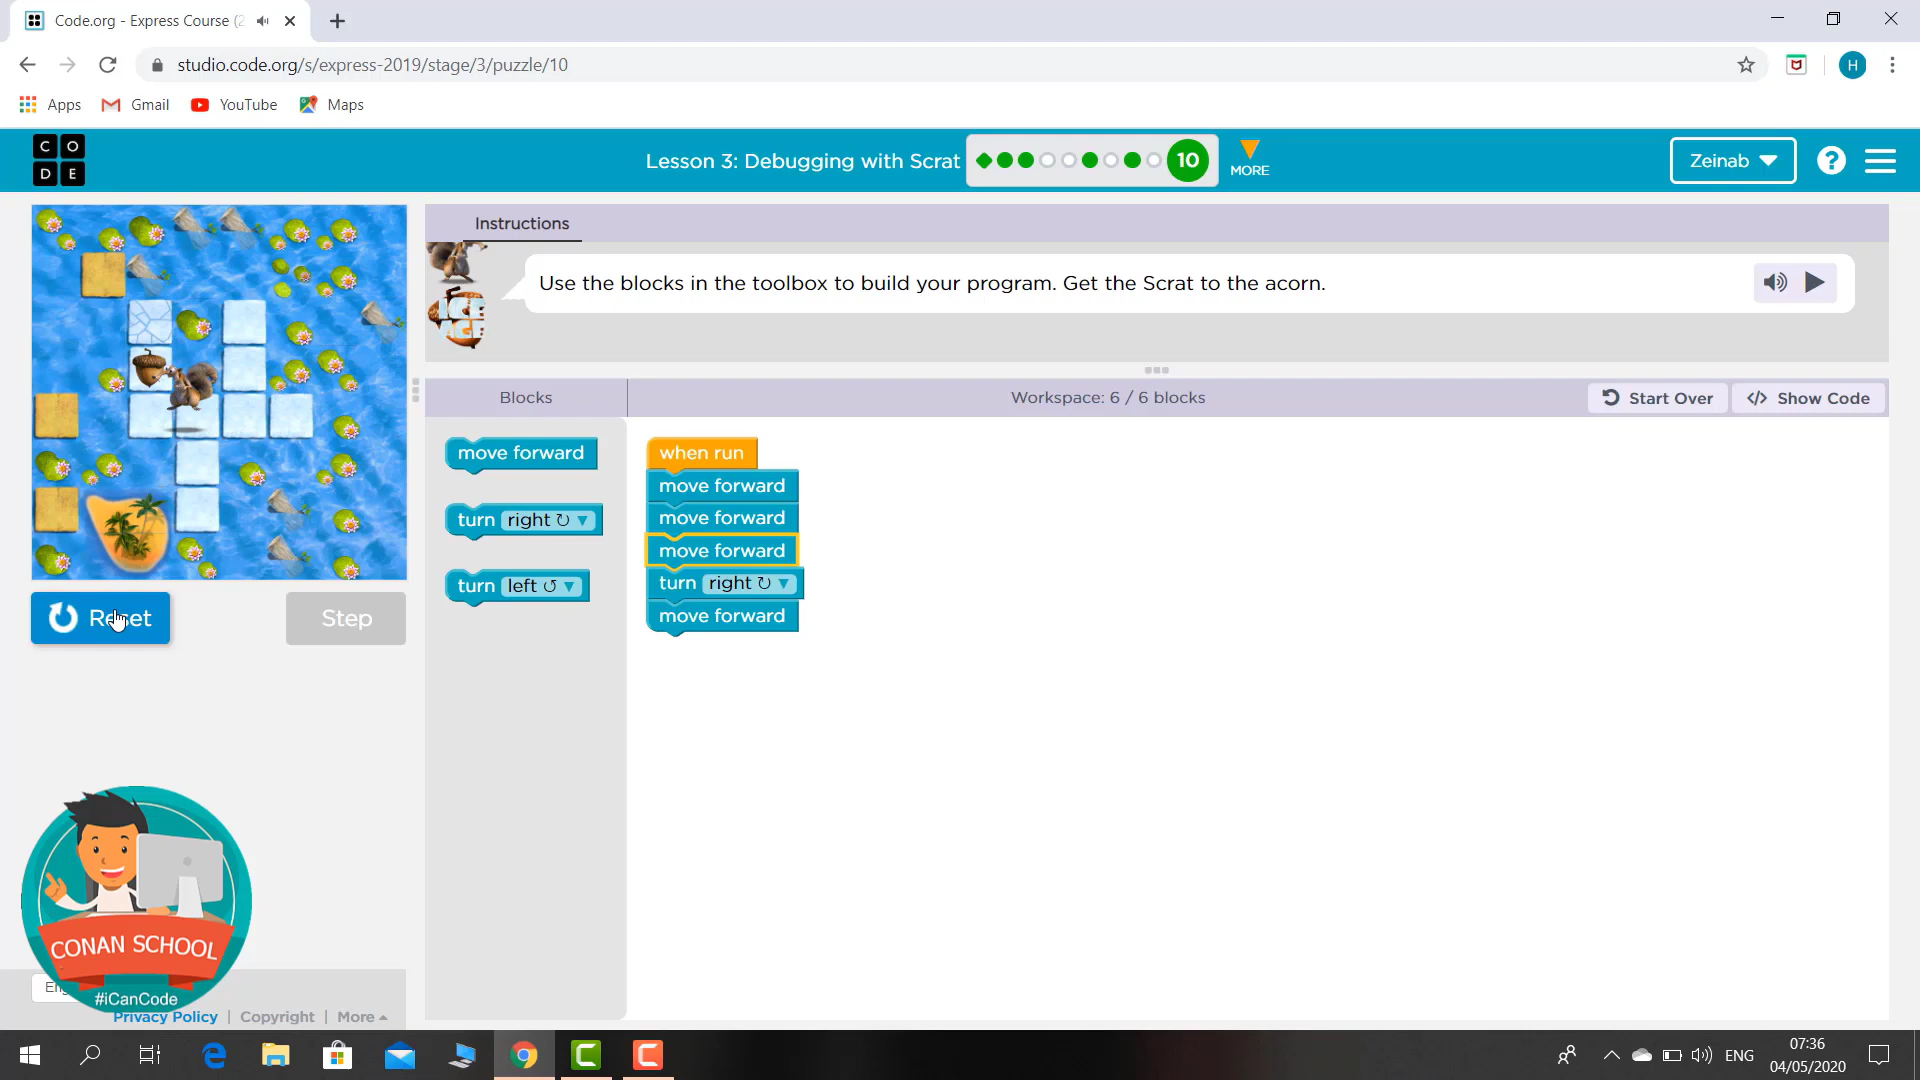 Code.org - Express Course (2
studio.code.org/s/express-2019/stage/3/puzzle/10
H
Apps
Gmail
YouTube
Maps
C O
D E
Lesson 3: Debugging with Scrat
10
MORE
Zeinab
?
Instructions
ICE
AGE
Use the blocks in the toolbox to build your program. Get the Scrat to the acorn.
Blocks
Workspace: 6 / 6 blocks
Start Over
</> Show Code
move forward
turn right ↻
turn left ↺
when run
move forward
move forward
move forward
turn right ↻
move forward
Reset
Step
CONAN SCHOOL
#iCanCode
Privacy Policy | Copyright | More
ENG
07:36
04/05/2020